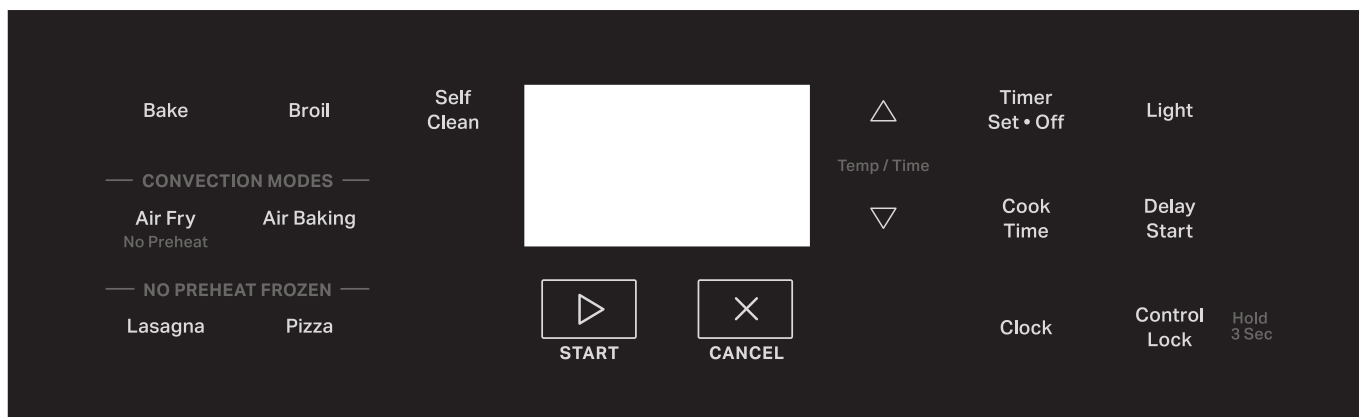 Bake
Broil
Self
Clean
CONVECTION MODES
Air Fry
No Preheat
Air Baking
NO PREHEAT FROZEN
Lasagna
Pizza
START
CANCEL
Temp / Time
Timer
Set • Off
Light
Cook
Time
Delay
Start
Clock
Control
Lock
Hold
3 Sec